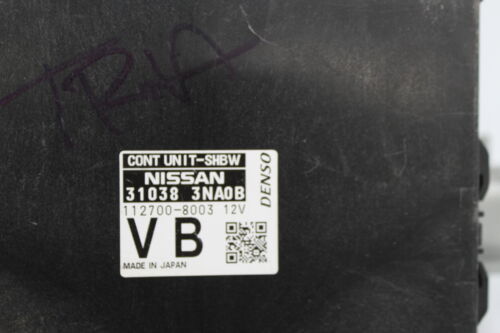 CONT UNIT-SHBW
NISSAN
31038 3NA0B
112700-8003 12V
DENSO
VB
MADE IN JAPAN